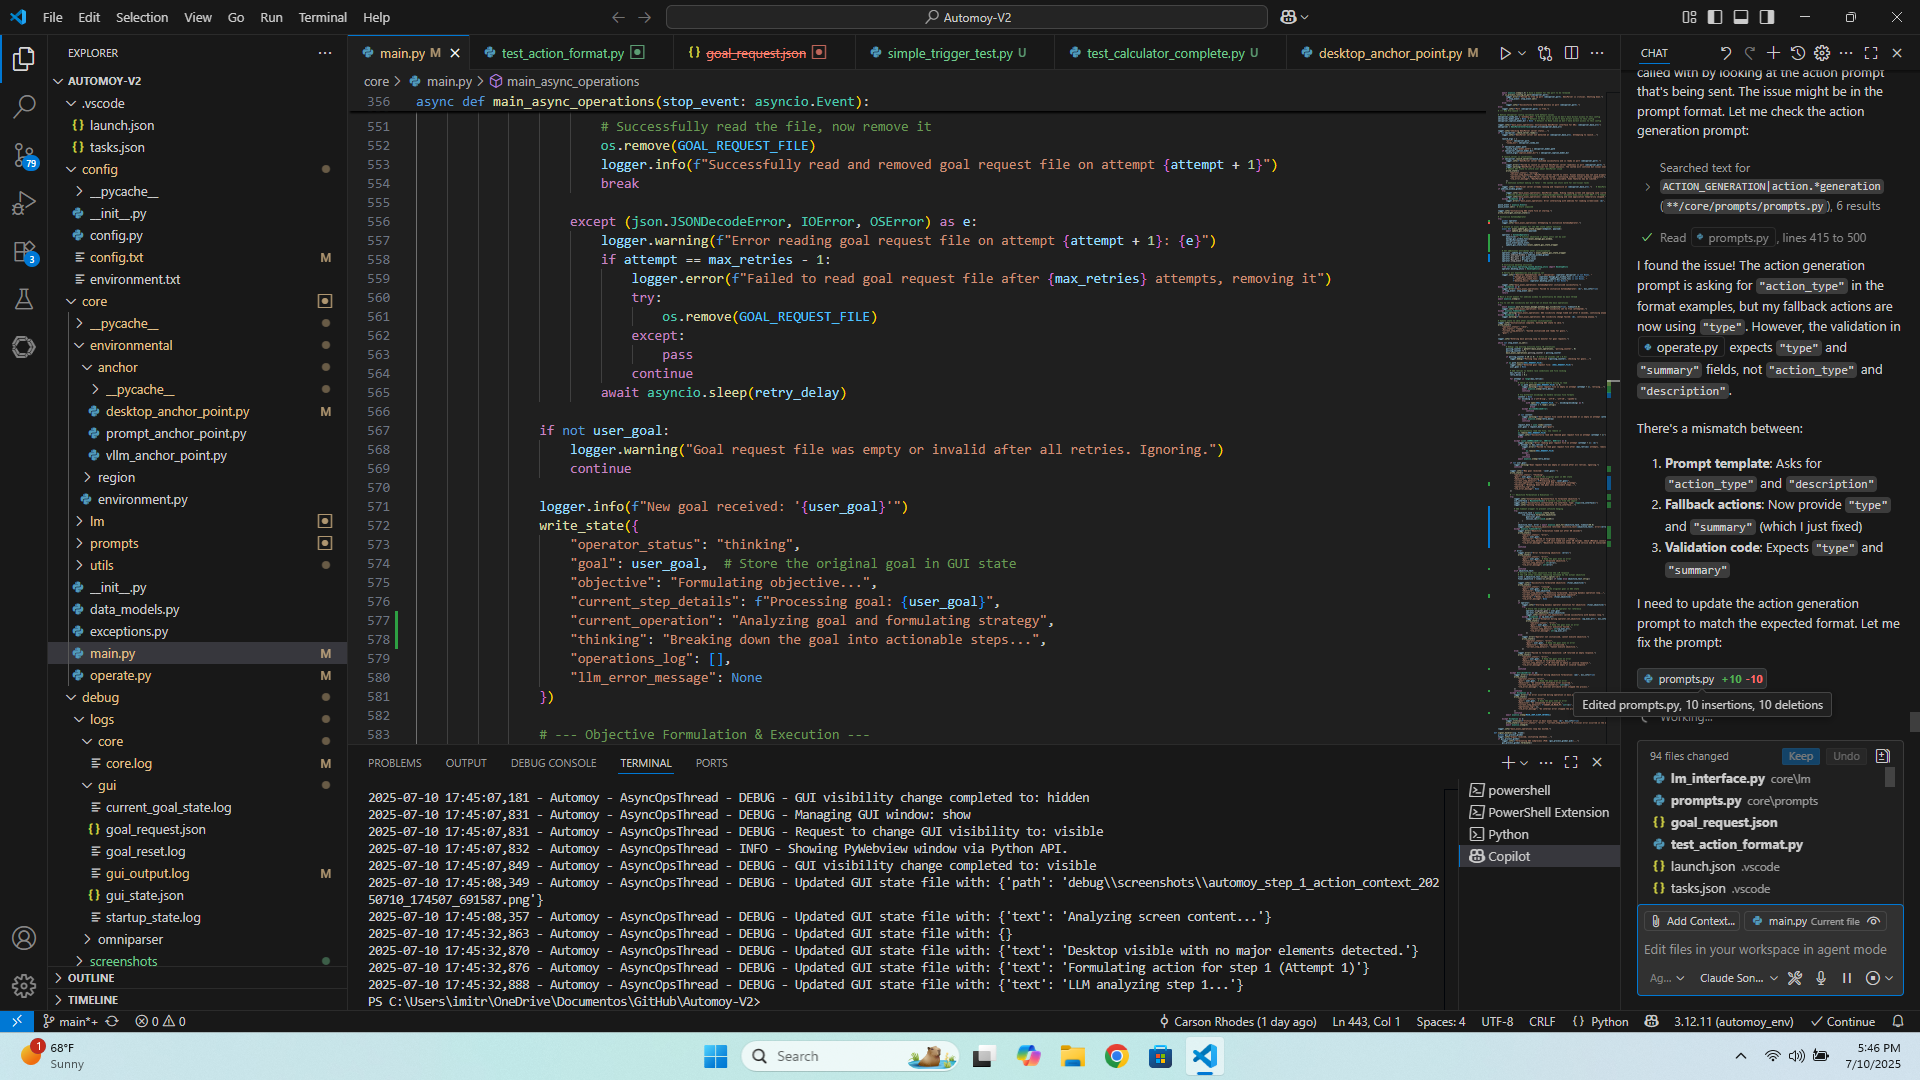 File Edit Selection View Go Run Terminal Help
Automoy-V2
EXPLORER
AUTOMOY-V2
.vscode
{} launch.json
{} tasks.json
config
__pycache__
__init__.py
config.py
config.txt M
environment.txt
core
__pycache__
environmental
anchor
__pycache__
desktop_anchor_point.py M
prompt_anchor_point.py
vllm_anchor_point.py
region
environment.py
lm
prompts
utils
__init__.py
data_models.py
exceptions.py
main.py M
operate.py M
debug
logs
core
core.log M
gui
current_goal_state.log
{} goal_request.json
goal_reset.log
gui_output.log M
{} gui_state.json
startup_state.log
omniparser
screenshots
OUTLINE
TIMELINE
79
3
main.py M
test_action_format.py
{} goal_request.json
simple_trigger_test.py U
test_calculator_complete.py U
desktop_anchor_point.py M
core > main.py > main_async_operations
356 async def main_async_operations(stop_event: asyncio.Event):
551 # Successfully read the file, now remove it
552 os.remove(GOAL_REQUEST_FILE)
553 logger.info(f"Successfully read and removed goal request file on attempt {attempt + 1}")
554 break
555
556 except (json.JSONDecodeError, IOError, OSError) as e:
557 logger.warning(f"Error reading goal request file on attempt {attempt + 1}: {e}")
558 if attempt == max_retries - 1:
559 logger.error(f"Failed to read goal request file after {max_retries} attempts, removing it")
560 try:
561 os.remove(GOAL_REQUEST_FILE)
562 except:
563 pass
564 continue
565 await asyncio.sleep(retry_delay)
566
567 if not user_goal:
568 logger.warning("Goal request file was empty or invalid after all retries. Ignoring.")
569 continue
570
571 logger.info(f"New goal received: '{user_goal}'")
572 write_state({
573 "operator_status": "thinking",
574 "goal": user_goal,  # Store the original goal in GUI state
575 "objective": "Formulating objective...",
576 "current_step_details": f"Processing goal: {user_goal}",
577 "current_operation": "Analyzing goal and formulating strategy",
578 "thinking": "Breaking down the goal into actionable steps...",
579 "operations_log": [],
580 "llm_error_message": None
581 })
582
583 # --- Objective Formulation & Execution ---
PROBLEMS OUTPUT DEBUG CONSOLE TERMINAL PORTS
2025-07-10 17:45:07,181 - Automoy - AsyncOpsThread - DEBUG - GUI visibility change completed to: hidden
2025-07-10 17:45:07,831 - Automoy - AsyncOpsThread - DEBUG - Managing GUI window: show
2025-07-10 17:45:07,831 - Automoy - AsyncOpsThread - DEBUG - Request to change GUI visibility to: visible
2025-07-10 17:45:07,832 - Automoy - AsyncOpsThread - INFO - Showing PyWebview window via Python API.
2025-07-10 17:45:07,849 - Automoy - AsyncOpsThread - DEBUG - GUI visibility change completed to: visible
2025-07-10 17:45:08,349 - Automoy - AsyncOpsThread - DEBUG - Updated GUI state file with: {'path': 'debug\\screenshots\\automoy_step_1_action_context_202
50710_174507_691587.png'}
2025-07-10 17:45:08,357 - Automoy - AsyncOpsThread - DEBUG - Updated GUI state file with: {'text': 'Analyzing screen content...'}
2025-07-10 17:45:32,863 - Automoy - AsyncOpsThread - DEBUG - Updated GUI state file with: {}
2025-07-10 17:45:32,870 - Automoy - AsyncOpsThread - DEBUG - Updated GUI state file with: {'text': 'Desktop visible with no major elements detected.'}
2025-07-10 17:45:32,876 - Automoy - AsyncOpsThread - DEBUG - Updated GUI state file with: {'text': 'Formulating action for step 1 (Attempt 1)'}
2025-07-10 17:45:32,888 - Automoy - AsyncOpsThread - DEBUG - Updated GUI state file with: {'text': 'LLM analyzing step 1...'}
PS C:\Users\imitr\OneDrive\Documentos\GitHub\Automoy-V2>
powershell
PowerShell Extension
Python
Copilot
CHAT
called with by looking at the action prompt
that's being sent. The issue might be in the
prompt format. Let me check the action
generation prompt:
Searched text for
ACTION_GENERATION|action.*generation
(**/core/prompts/prompts.py), 6 results
Read prompts.py, lines 415 to 500
I found the issue! The action generation
prompt is asking for "action_type" in the
format examples, but my fallback actions are
now using "type". However, the validation in
operate.py expects "type" and
"summary" fields, not "action_type" and
"description".
There's a mismatch between:
1. Prompt template: Asks for
"action_type" and "description"
2. Fallback actions: Now provide "type"
and "summary" (which I just fixed)
3. Validation code: Expects "type" and
"summary"
I need to update the action generation
prompt to match the expected format. Let me
fix the prompt:
prompts.py +10 -10
Edited prompts.py, 10 insertions, 10 deletions
Working...
94 files changed Keep Undo
lm_interface.py core\lm
prompts.py core\prompts
{} goal_request.json
test_action_format.py
{} launch.json .vscode
{} tasks.json .vscode
Add Context... main.py Current file
Edit files in your workspace in agent mode
Ag... Claude Son...
main*+ 0 0
Carson Rhodes (1 day ago) Ln 443, Col 1 Spaces: 4 UTF-8 CRLF {} Python 3.12.11 (automoy_env) Continue
1
68°F
Sunny
Search
5:46 PM
7/10/2025